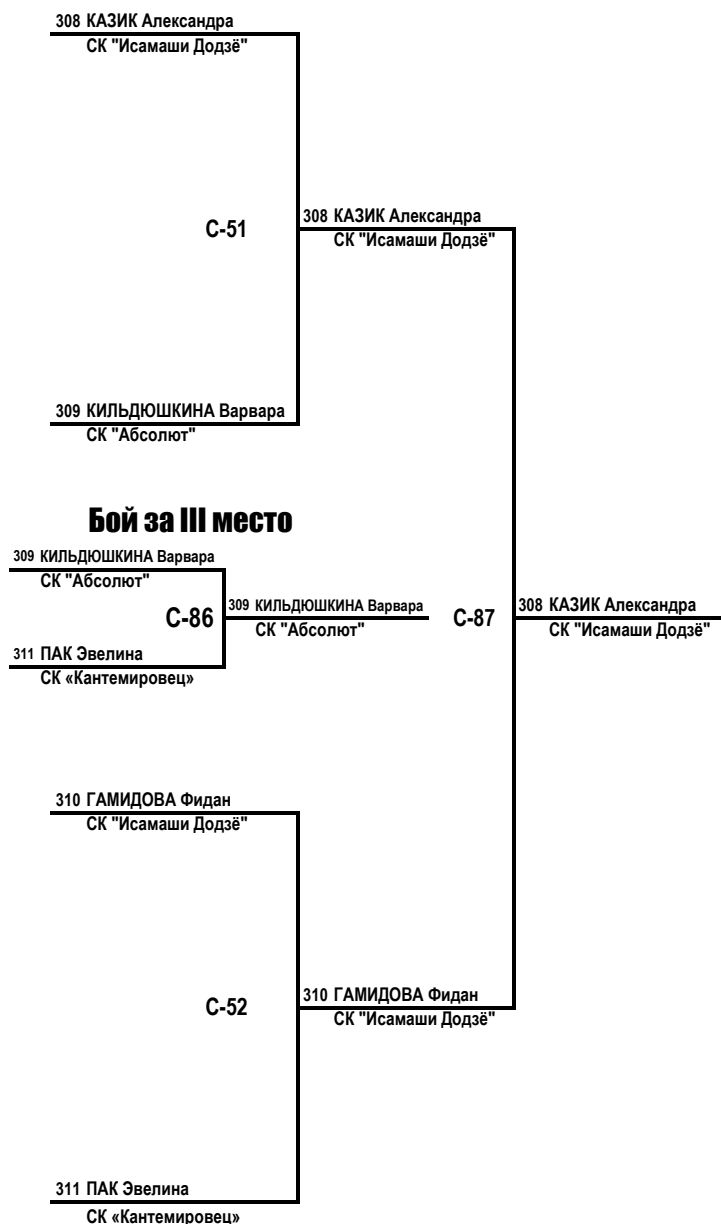 308 КАЗИК Александра
СК "Исамаши Додзё"
С-51
308 КАЗИК Александра
СК "Исамаши Додзё"
309 КИЛЬДЮШКИНА Варвара
СК "Абсолют"
Бой за III место
309 КИЛЬДЮШКИНА Варвара
СК "Абсолют"
С-86
309 КИЛЬДЮШКИНА Варвара
СК "Абсолют"
С-87
308 КАЗИК Александра
СК "Исамаши Додзё"
311 ПАК Эвелина
СК «Кантемировец»
310 ГАМИДОВА Фидан
СК "Исамаши Додзё"
С-52
310 ГАМИДОВА Фидан
СК "Исамаши Додзё"
311 ПАК Эвелина
СК «Кантемировец»